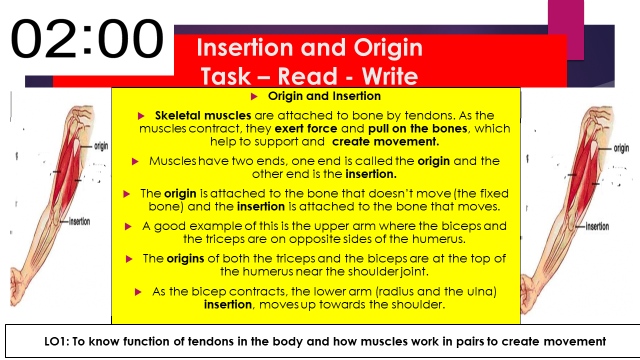 02:00
Insertion and Origin
Task – Read - Write
Origin and Insertion
Skeletal muscles are attached to bone by tendons. As the
muscles contract, they exert force and pull on the bones, which
help to support and create movement.
Muscles have two ends, one end is called the origin and the
other end is the insertion.
The origin is attached to the bone that doesn't move (the fixed
bone) and the insertion is attached to the bone that moves.
A good example of this is the upper arm where the biceps and
the triceps are on opposite sides of the humerus.
The origins of both the triceps and the biceps are at the top of
the humerus near the shoulder joint.
As the bicep contracts, the lower arm (radius and the ulna)
insertion, moves up towards the shoulder.
origin
insertion
origin
insertion
LO1: To know function of tendons in the body and how muscles work in pairs to create movement